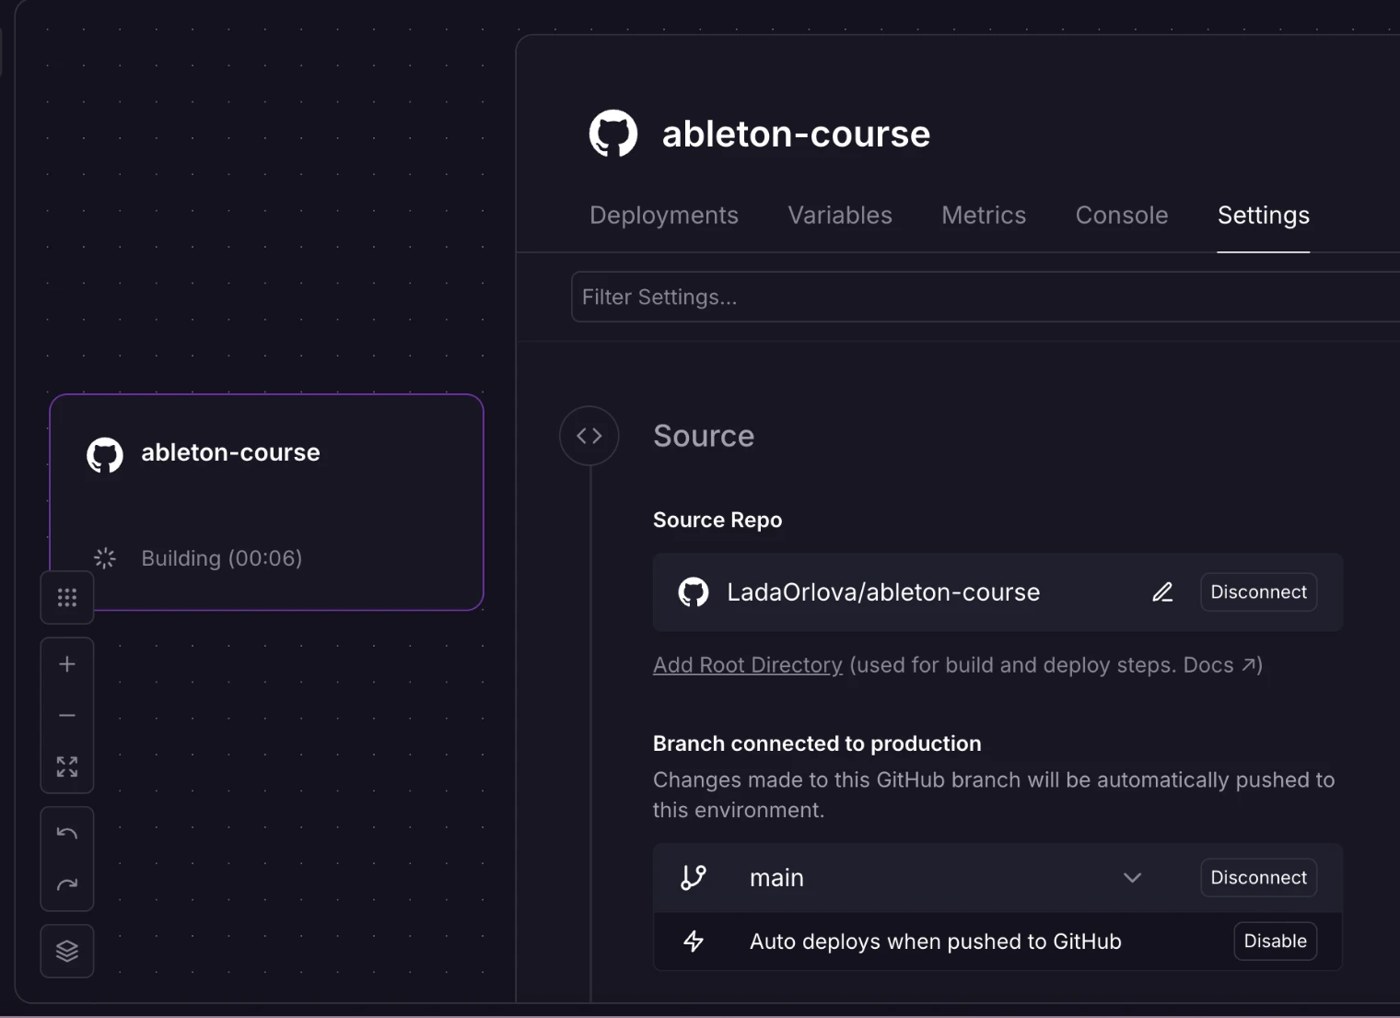 ableton-course
Deployments Variables Metrics Console Settings
Filter Settings...
ableton-course
Building (00:06)
Source
Source Repo
LadaOrlova/ableton-course Disconnect
Add Root Directory (used for build and deploy steps. Docs ↗)
Branch connected to production
Changes made to this GitHub branch will be automatically pushed to
this environment.
main Disconnect
Auto deploys when pushed to GitHub Disable